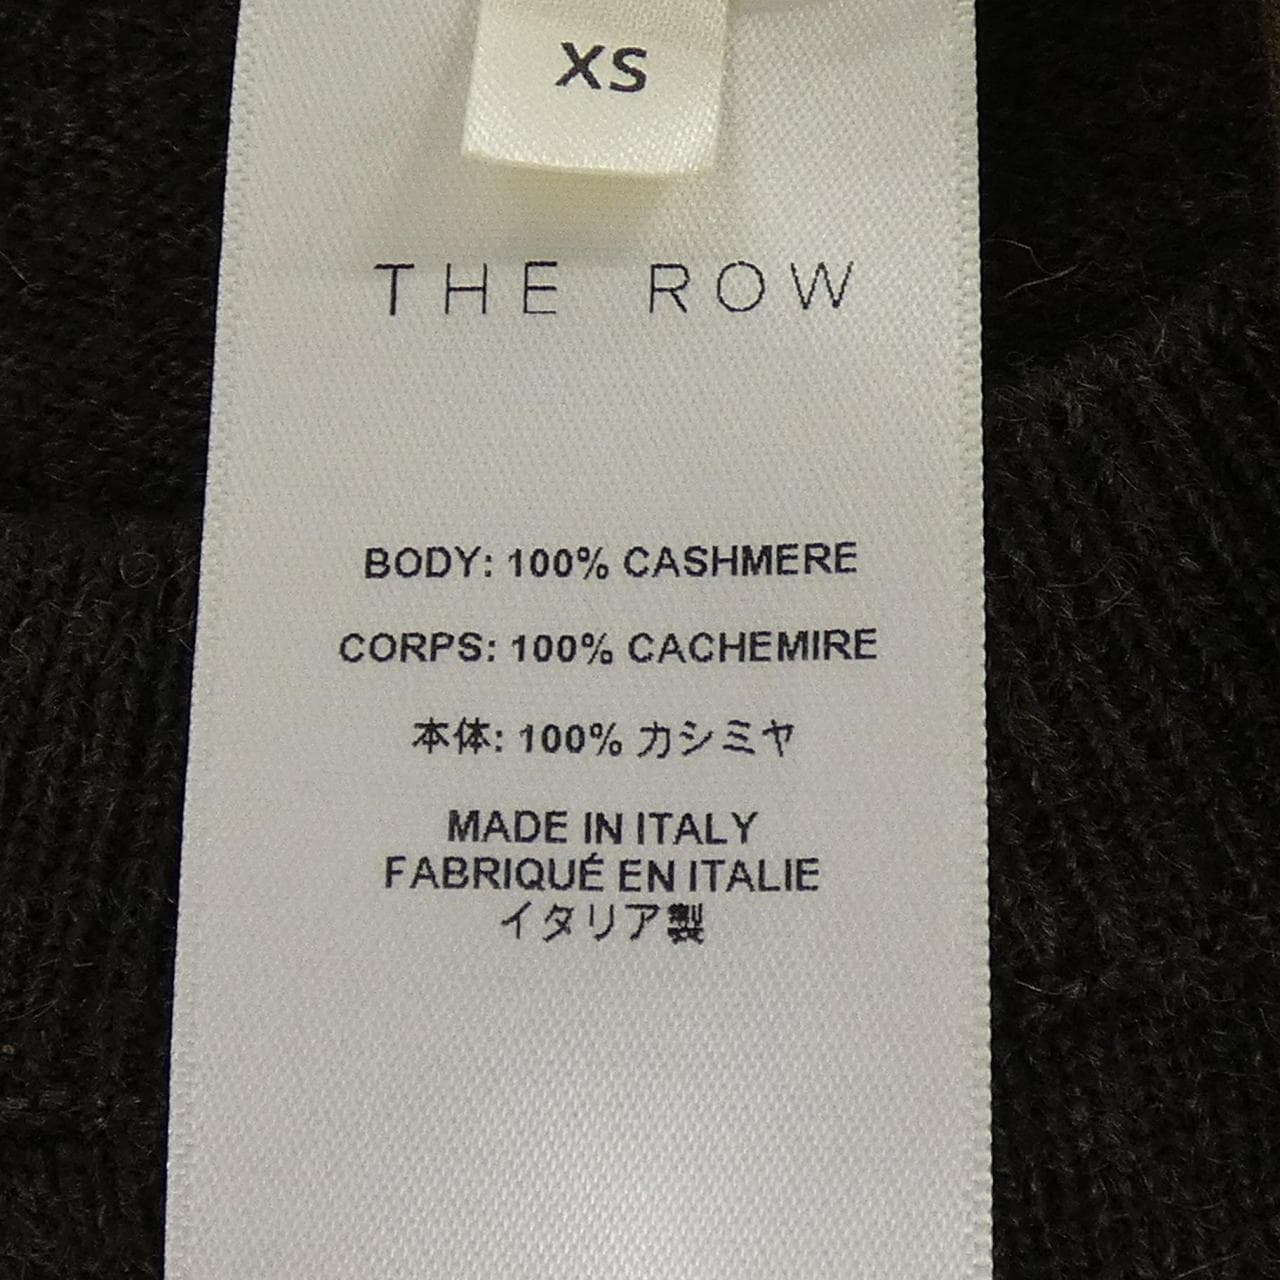 XS
THE ROW
BODY: 100% CASHMERE
CORPS: 100% CACHEMIRE
本体: 100% カシミヤ
MADE IN ITALY
FABRIQUÉ EN ITALIE
イタリア製